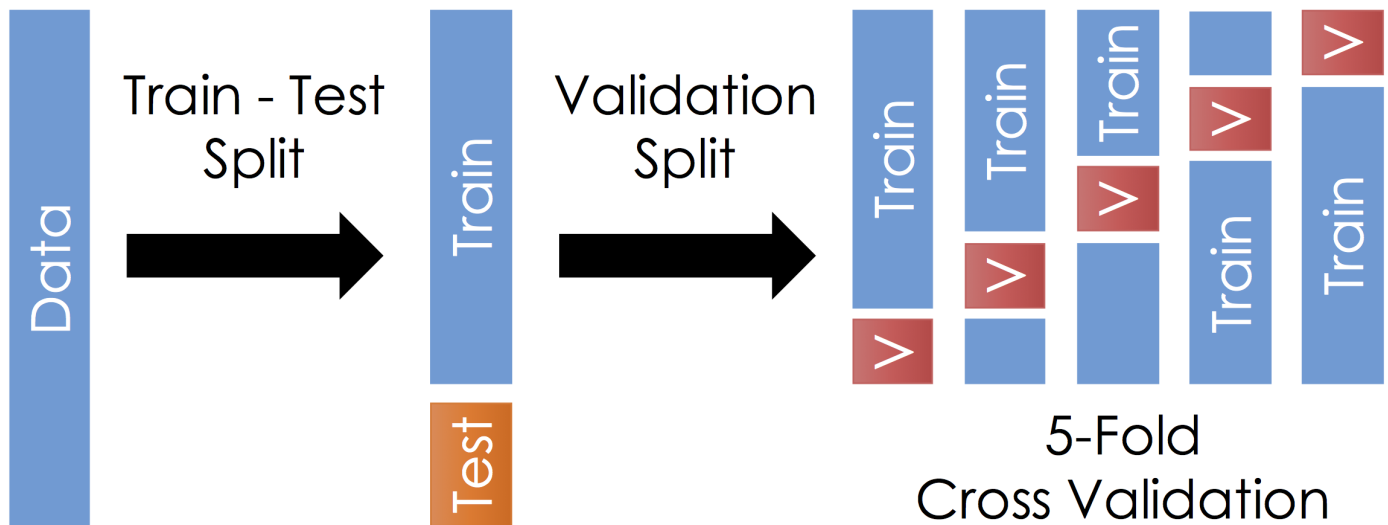 Data
Train - Test
Split
Train
Test
Validation
Split
Train
V
Train
V
Train
V
V
Train
V
Train
5-Fold
Cross Validation